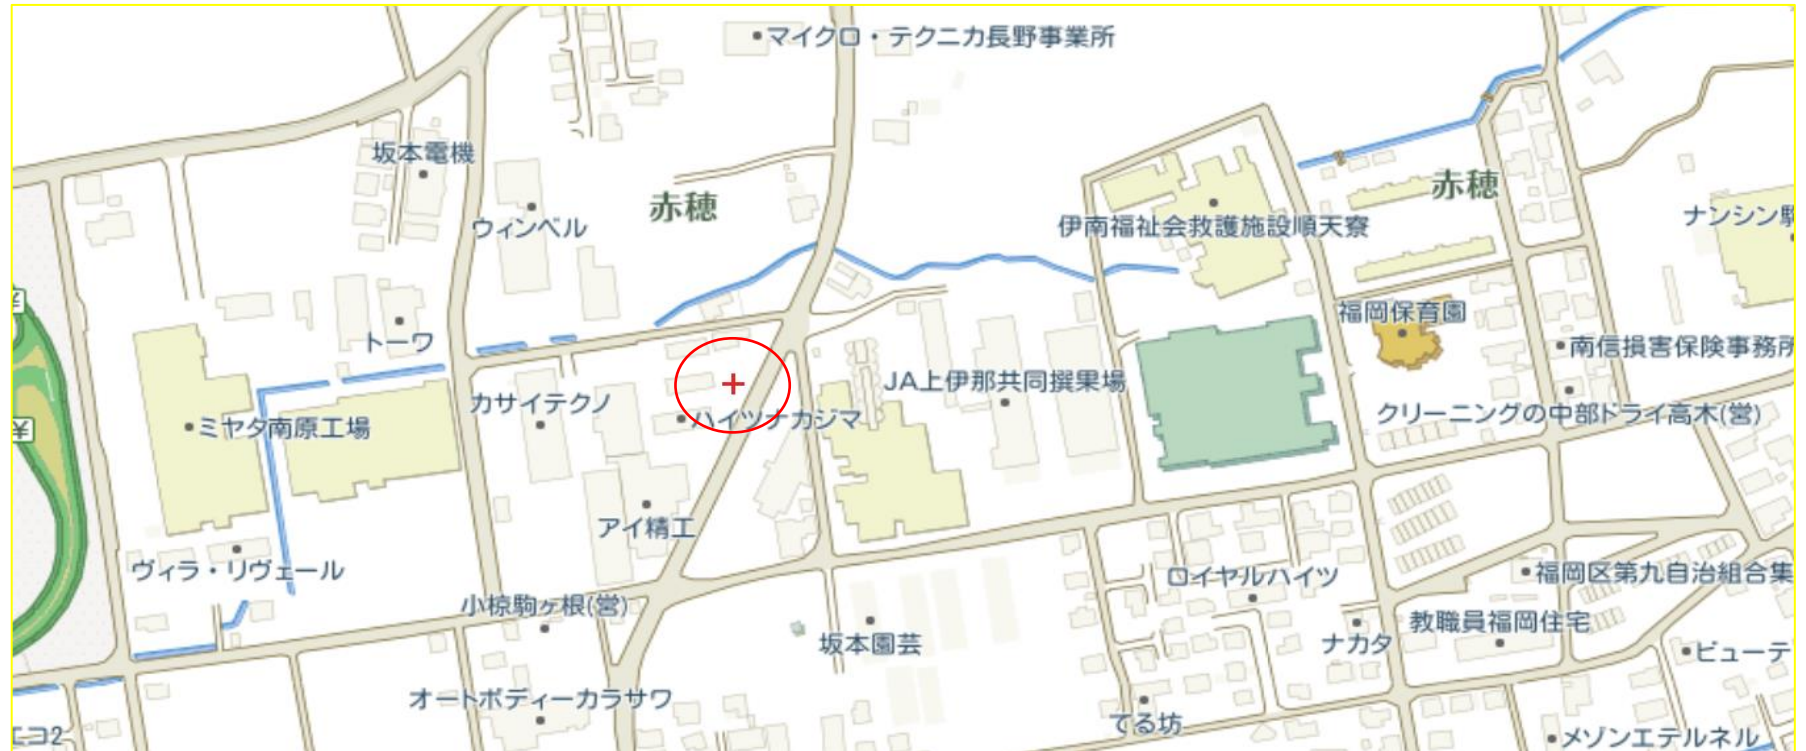 マイクロ・テクニカ長野事業所
坂本電機
赤穂
赤穂
ウィンベル
伊南福祉会救護施設順天寮
ナンシン駒
福岡保育園
トーワ
南信損害保険事務所
JA上伊那共同撰果場
カサイテクノ
ハイツナカジマ
クリーニングの中部ドライ高木(営)
ミヤタ南原工場
アイ精工
ヴィラ・リヴェール
ロイヤルハイツ
福岡区第九自治組合集
小椋駒ヶ根(営)
教職員福岡住宅
坂本園芸
ナカタ
ビューテ
オートボディーカラサワ
てる坊
エコ2
メゾンエテルネル